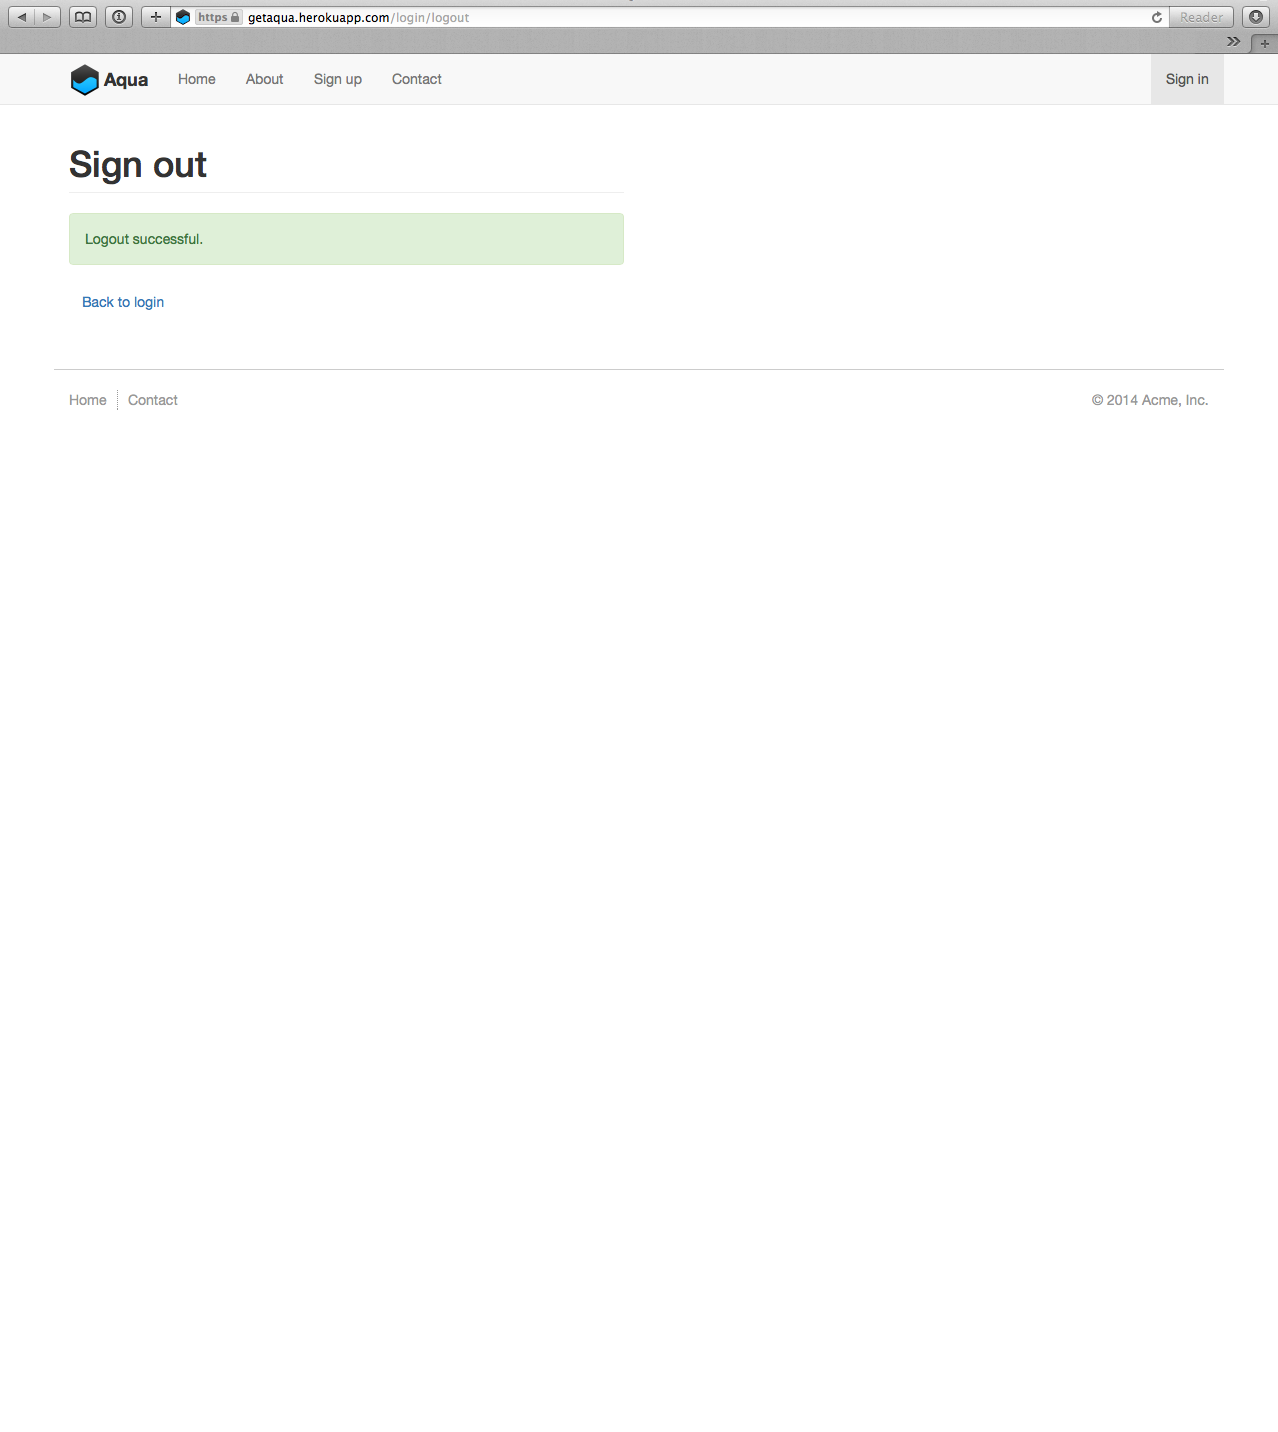 https getaqua.herokuapp.com/login/logout Reader
Aqua Home About Sign up Contact Sign in
Sign out
Logout successful.
Back to login
Home Contact © 2014 Acme, Inc.